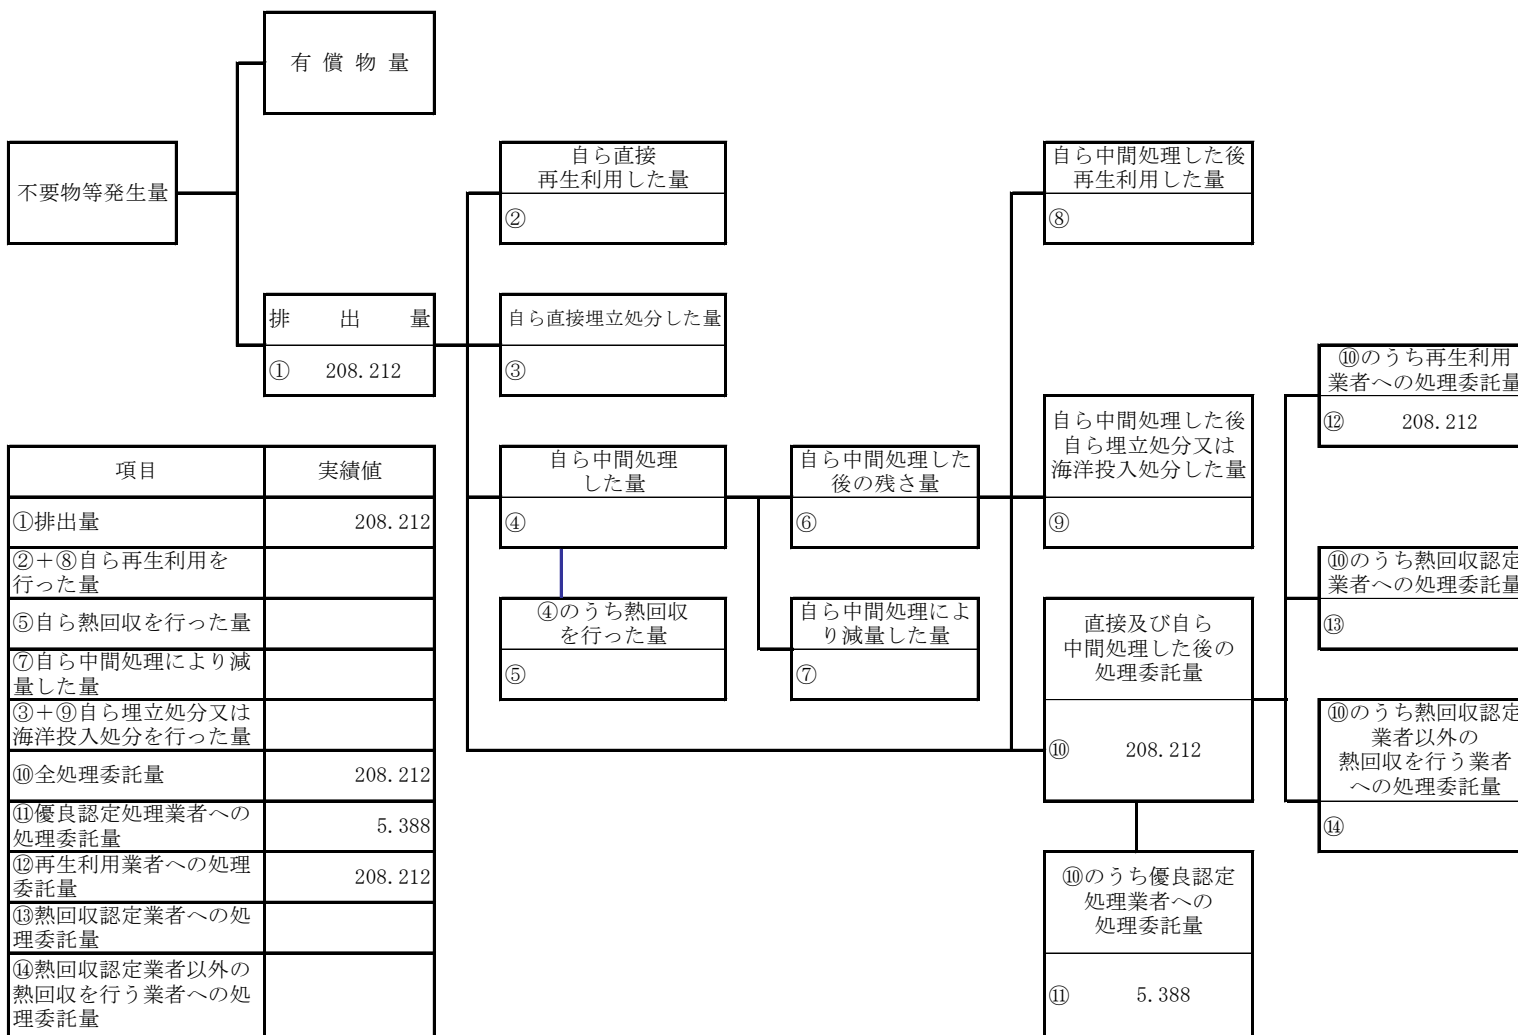 有 償 物 量
不要物等発生量
自ら直接
再生利用した量
②
自ら中間処理した後
再生利用した量
⑧
排 出 量
① 208.212
自ら直接埋立処分した量
③
⑩のうち再生利用
業者への処理委託量
⑫ 208.212
自ら中間処理した後
自ら埋立処分又は
海洋投入処分した量
⑨
自ら中間処理
した量
④
自ら中間処理した
後の残さ量
⑥
④のうち熱回収
を行った量
⑤
自ら中間処理によ
り減量した量
⑦
直接及び自ら
中間処理した後の
処理委託量
⑩ 208.212
⑩のうち熱回収認定
業者への処理委託量
⑬
⑩のうち熱回収認定
業者以外の
熱回収を行う業者
への処理委託量
⑭
⑩のうち優良認定
処理業者への
処理委託量
⑪ 5.388
項目 実績値
①排出量 208.212
②+⑧自ら再生利用を
行った量
⑤自ら熱回収を行った量
⑦自ら中間処理により減
量した量
③+⑨自ら埋立処分又は
海洋投入処分を行った量
⑩全処理委託量 208.212
⑪優良認定処理業者への
処理委託量 5.388
⑫再生利用業者への処理
委託量 208.212
⑬熱回収認定業者への処
理委託量
⑭熱回収認定業者以外の
熱回収を行う業者への処
理委託量